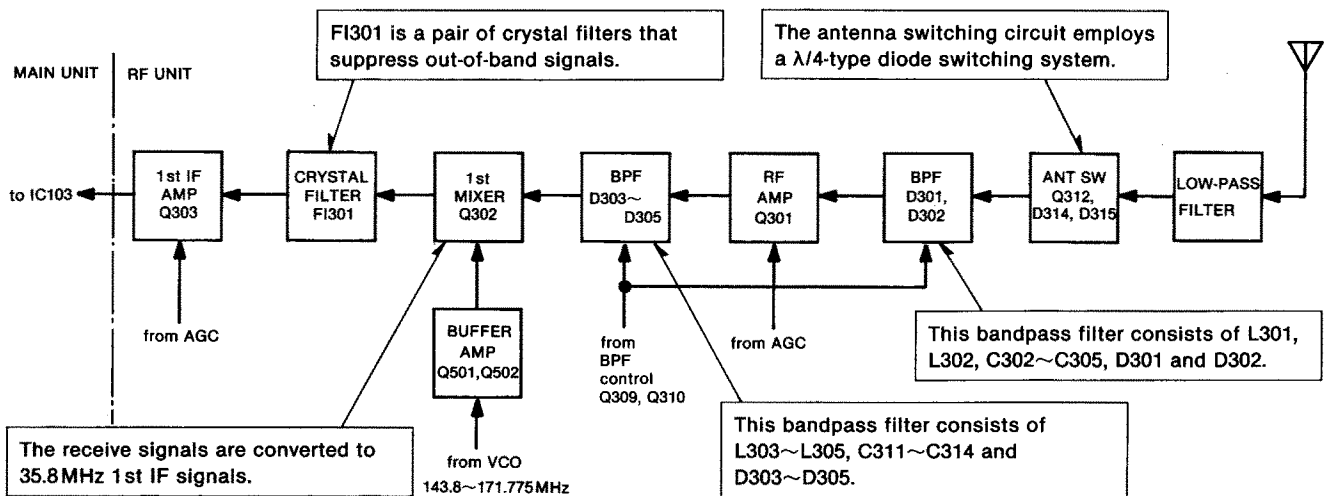 FI301 is a pair of crystal filters that
suppress out-of-band signals.
The antenna switching circuit employs
a λ/4-type diode switching system.
MAIN UNIT
RF UNIT
to IC103
1st IF
AMP
Q303
CRYSTAL
FILTER
FI301
1st
MIXER
Q302
BPF
D303~
D305
RF
AMP
Q301
BPF
D301,
D302
ANT SW
Q312,
D314, D315
LOW-PASS
FILTER
from AGC
BUFFER
AMP
Q501,Q502
from
BPF
control
Q309, Q310
from AGC
This bandpass filter consists of L301,
L302, C302~C305, D301 and D302.
The receive signals are converted to
35.8MHz 1st IF signals.
from VCO
143.8~171.775MHz
This bandpass filter consists of
L303~L305, C311~C314 and
D303~D305.